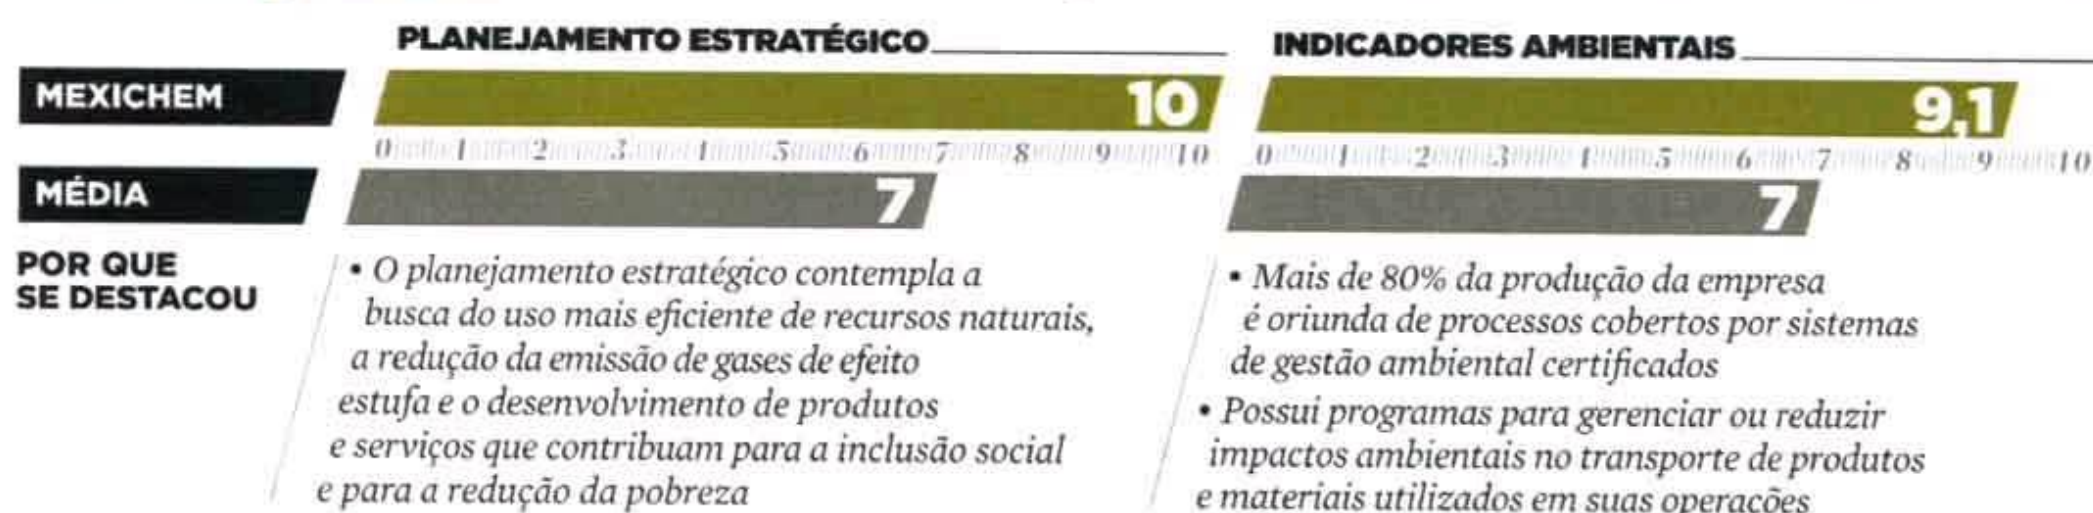 PLANEJAMENTO ESTRATÉGICO
INDICADORES AMBIENTAIS
MEXICHEM
10
9,1
0 1 2 3 4 5 6 7 8 9 10
0 1 2 3 4 5 6 7 8 9 10
MÉDIA
7
7
POR QUE
SE DESTACOU
• O planejamento estratégico contempla a
busca do uso mais eficiente de recursos naturais,
a redução da emissão de gases de efeito
estufa e o desenvolvimento de produtos
e serviços que contribuam para a inclusão social
e para a redução da pobreza
• Mais de 80% da produção da empresa
é oriunda de processos cobertos por sistemas
de gestão ambiental certificados
• Possui programas para gerenciar ou reduzir
impactos ambientais no transporte de produtos
e materiais utilizados em suas operações